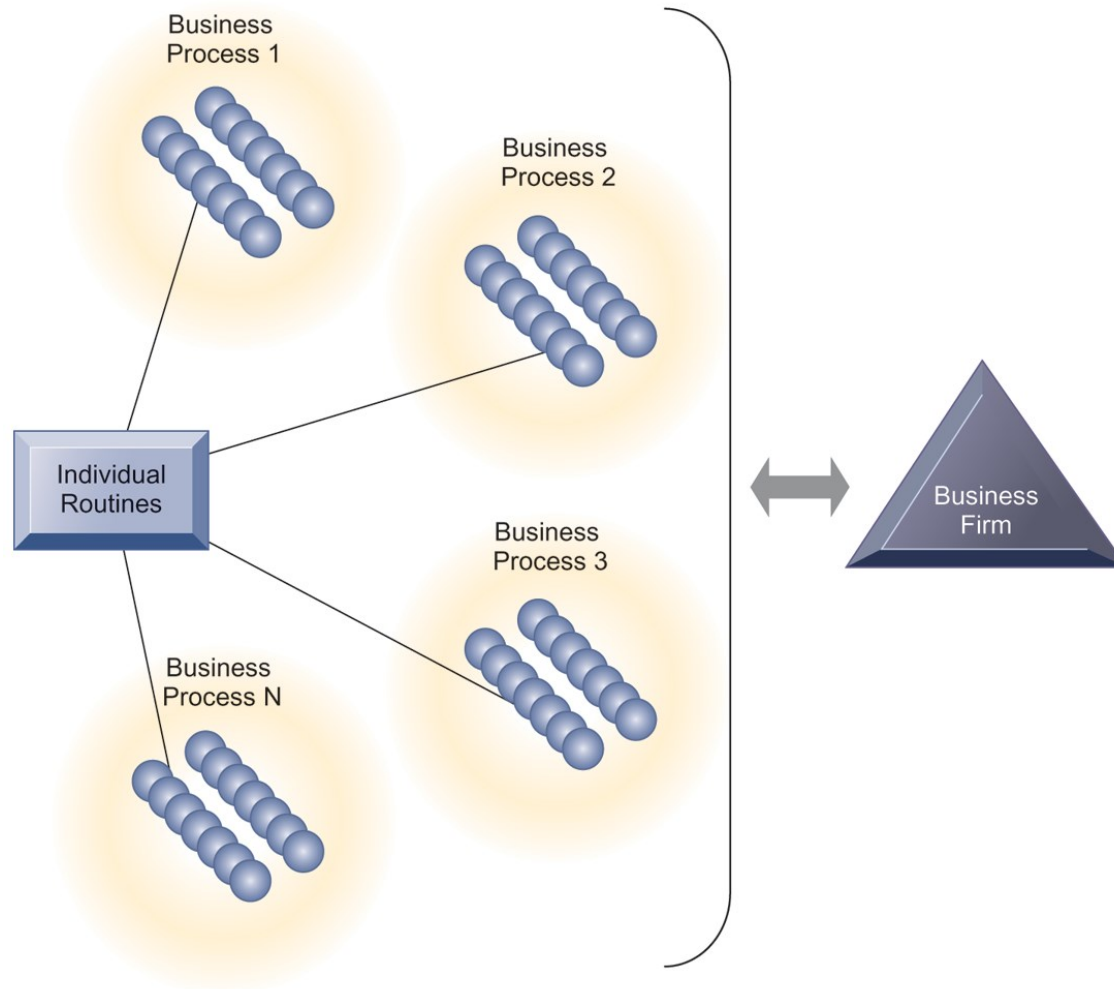 Business
Process 1
Business
Process 2
Individual
Routines
Business
Firm
Business
Process 3
Business
Process N